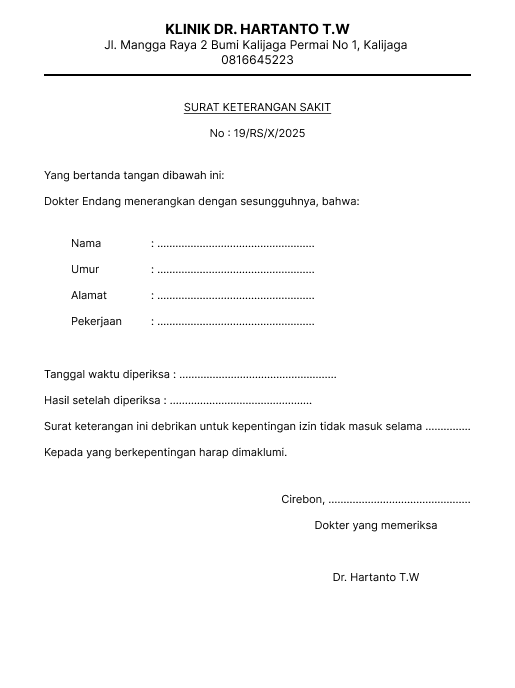 KLINIK DR. HARTANTO T.W
Jl. Mangga Raya 2 Bumi Kalijaga Permai No 1, Kalijaga
0816645223
SURAT KETERANGAN SAKIT
No : 19/RS/X/2025
Yang bertanda tangan dibawah ini:
Dokter Endang menerangkan dengan sesungguhnya, bahwa:
Nama : ....................................................
Umur : ....................................................
Alamat : ....................................................
Pekerjaan : ....................................................
Tanggal waktu diperiksa : ....................................................
Hasil setelah diperiksa : ...............................................
Surat keterangan ini debrikan untuk kepentingan izin tidak masuk selama ...............
Kepada yang berkepentingan harap dimaklumi.
Cirebon, ...............................................
Dokter yang memeriksa
Dr. Hartanto T.W